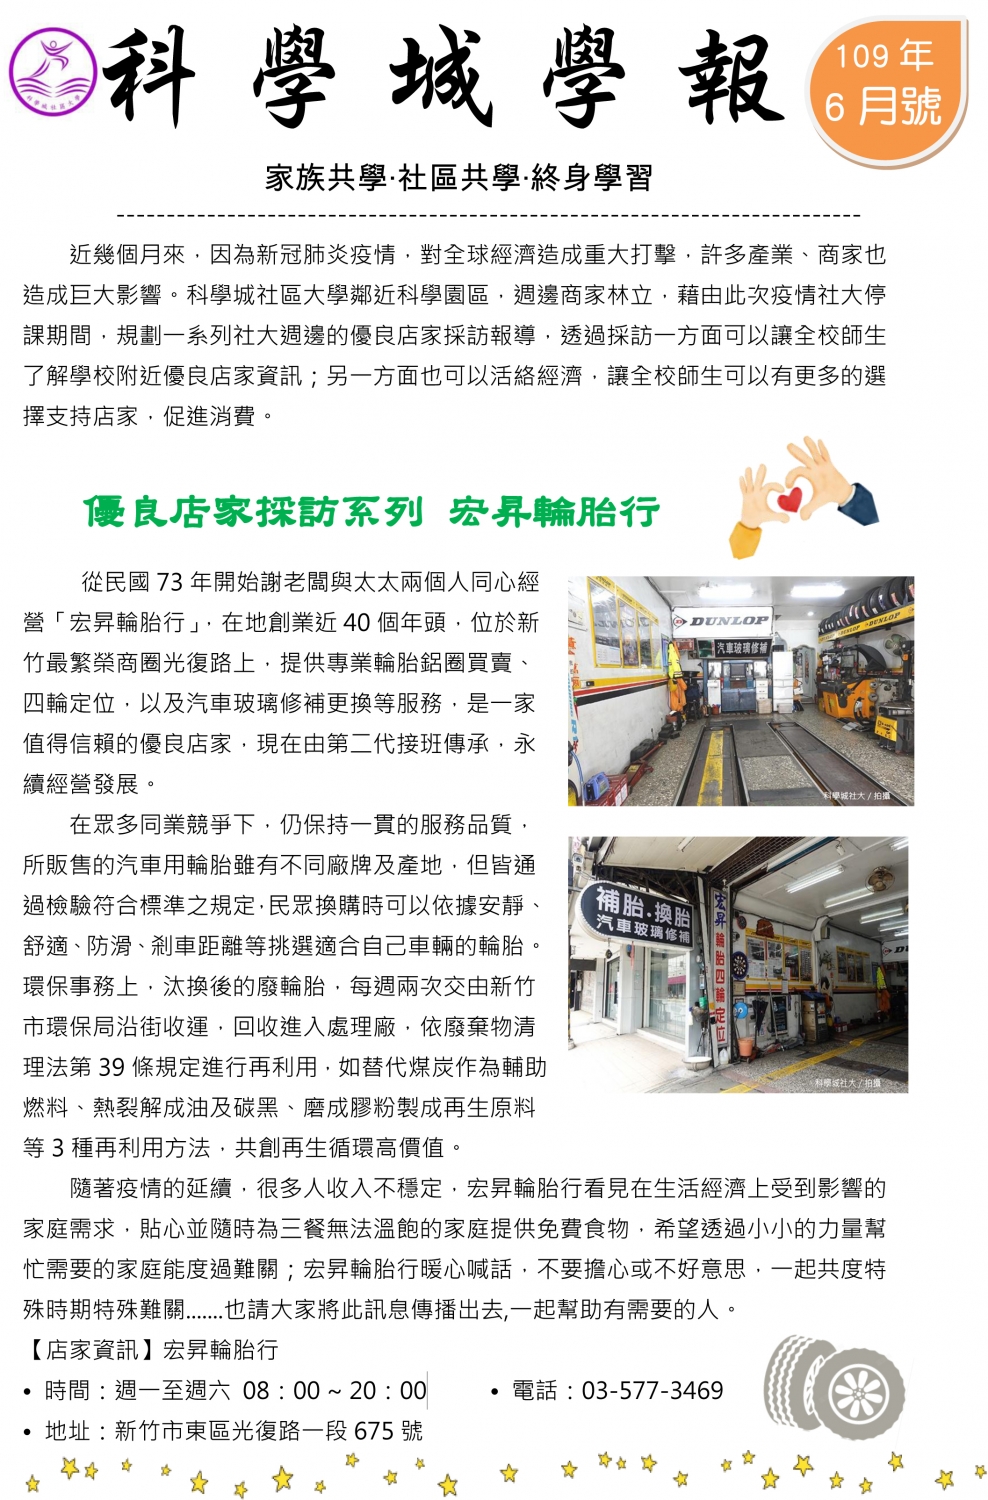 科學城學報
109 年
6 月號
家族共學·社區共學·終身學習
近幾個月來，因為新冠肺炎疫情，對全球經濟造成重大打擊，許多產業、商家也
造成巨大影響。科學城社區大學鄰近科學園區，週邊商家林立，藉由此次疫情社大停
課期間，規劃一系列社大週邊的優良店家採訪報導，透過採訪一方面可以讓全校師生
了解學校附近優良店家資訊；另一方面也可以活絡經濟，讓全校師生可以有更多的選
擇支持店家，促進消費。
優良店家採訪系列 宏昇輪胎行
從民國 73 年開始謝老闆與太太兩個人同心經
營「宏昇輪胎行」，在地創業近 40 個年頭，位於新
竹最繁榮商圈光復路上，提供專業輪胎鋁圈買賣、
四輪定位，以及汽車玻璃修補更換等服務，是一家
值得信賴的優良店家，現在由第二代接班傳承，永
續經營發展。
DUNLOP
DUNLOP
汽車玻璃修補
科學城社大 / 拍攝
在眾多同業競爭下，仍保持一貫的服務品質，
所販售的汽車用輪胎雖有不同廠牌及產地，但皆通
過檢驗符合標準之規定，民眾換購時可以依據安靜、
舒適、防滑、剎車距離等挑選適合自己車輛的輪胎。
環保事務上，汰換後的廢輪胎，每週兩次交由新竹
市環保局沿街收運，回收進入處理廠，依廢棄物清
理法第 39 條規定進行再利用，如替代煤炭作為輔助
燃料、熱裂解成油及碳黑、磨成膠粉製成再生原料
等 3 種再利用方法，共創再生循環高價值。
補胎·換胎
汽車玻璃修補
宏昇輪胎四輪定位
科學城社大 / 拍攝
隨著疫情的延續，很多人收入不穩定，宏昇輪胎行看見在生活經濟上受到影響的
家庭需求，貼心並隨時為三餐無法溫飽的家庭提供免費食物，希望透過小小的力量幫
忙需要的家庭能度過難關；宏昇輪胎行暖心喊話，不要擔心或不好意思，一起共度特
殊時期特殊難關.......也請大家將此訊息傳播出去,一起幫助有需要的人。
【店家資訊】宏昇輪胎行
• 時間：週一至週六 08：00 ~ 20：00
• 電話：03-577-3469
• 地址：新竹市東區光復路一段 675 號